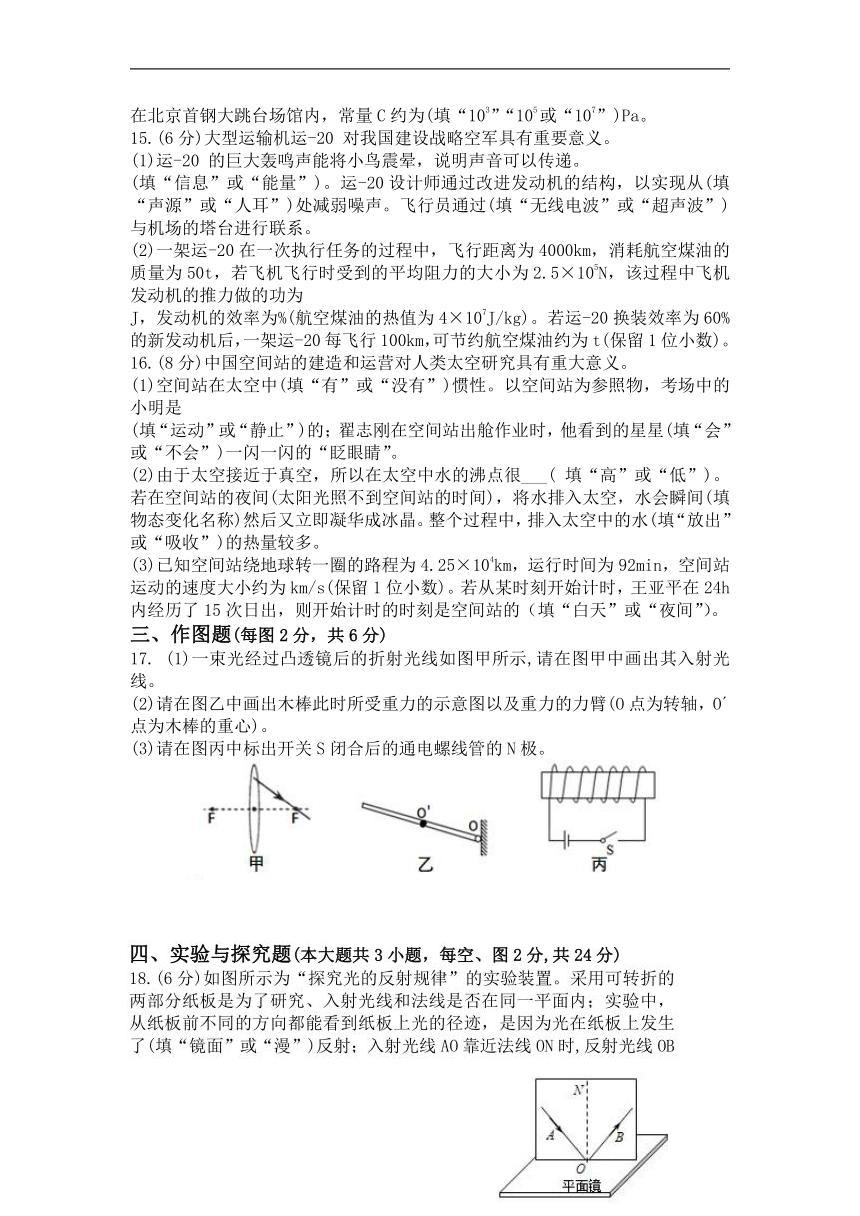 在北京首钢大跳台场馆内，常量C约为(填“10³”“10⁵或“10⁷”)Pa。
15.(6分)大型运输机运-20 对我国建设战略空军具有重要意义。
(1)运-20 的巨大轰鸣声能将小鸟震晕，说明声音可以传递。
(填“信息”或“能量”)。运-20设计师通过改进发动机的结构，以实现从(填
“声源”或“人耳”)处减弱噪声。飞行员通过(填“无线电波”或“超声波”)
与机场的塔台进行联系。
(2)一架运-20在一次执行任务的过程中，飞行距离为4000km，消耗航空煤油的
质量为50t，若飞机飞行时受到的平均阻力的大小为2.5×10⁵N，该过程中飞机
发动机的推力做的功为
J，发动机的效率为%(航空煤油的热值为4×10⁷J/kg)。若运-20换装效率为60%
的新发动机后，一架运-20每飞行100km,可节约航空煤油约为t(保留1位小数)。
16.(8分)中国空间站的建造和运营对人类太空研究具有重大意义。
(1)空间站在太空中(填“有”或“没有”)惯性。以空间站为参照物，考场中的
小明是
(填“运动”或“静止”)的；翟志刚在空间站出舱作业时，他看到的星星(填“会”
或“不会”)一闪一闪的“眨眼睛”。
(2)由于太空接近于真空，所以在太空中水的沸点很___( 填“高”或“低”)。
若在空间站的夜间(太阳光照不到空间站的时间)，将水排入太空，水会瞬间(填
物态变化名称)然后又立即凝华成冰晶。整个过程中，排入太空中的水(填“放出”
或“吸收”)的热量较多。
(3)已知空间站绕地球转一圈的路程为4.25×10⁴km，运行时间为92min，空间站
运动的速度大小约为km/s(保留1位小数)。若从某时刻开始计时，王亚平在24h
内经历了15次日出，则开始计时的时刻是空间站的（填“白天”或“夜间”）。
三、作图题(每图2分，共6分)
17. (1)一束光经过凸透镜后的折射光线如图甲所示,请在图甲中画出其入射光
线。
(2)请在图乙中画出木棒此时所受重力的示意图以及重力的力臂(O点为转轴，O′
点为木棒的重心)。
(3)请在图丙中标出开关S闭合后的通电螺线管的N极。
F F
甲
O' O
乙
S
丙
四、实验与探究题(本大题共3小题，每空、图2分,共24分)
18.(6分)如图所示为“探究光的反射规律”的实验装置。采用可转折的
两部分纸板是为了研究、入射光线和法线是否在同一平面内；实验中，
从纸板前不同的方向都能看到纸板上光的径迹，是因为光在纸板上发生
了(填“镜面”或“漫”)反射；入射光线AO靠近法线ON时,反射光线OB
N
A B
O
平面镜